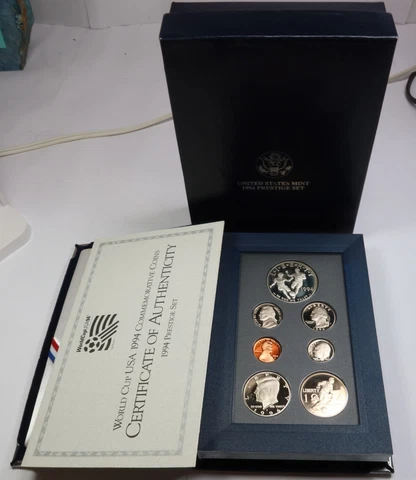 UNITED STATES MINT
1994 PRESTIGE SET
WorldCupUSA94
WORLD CUP USA 1994 COMMEMORATIVE COINS
CERTIFICATE OF AUTHENTICITY
1994 PRESTIGE SET
LIBERTY